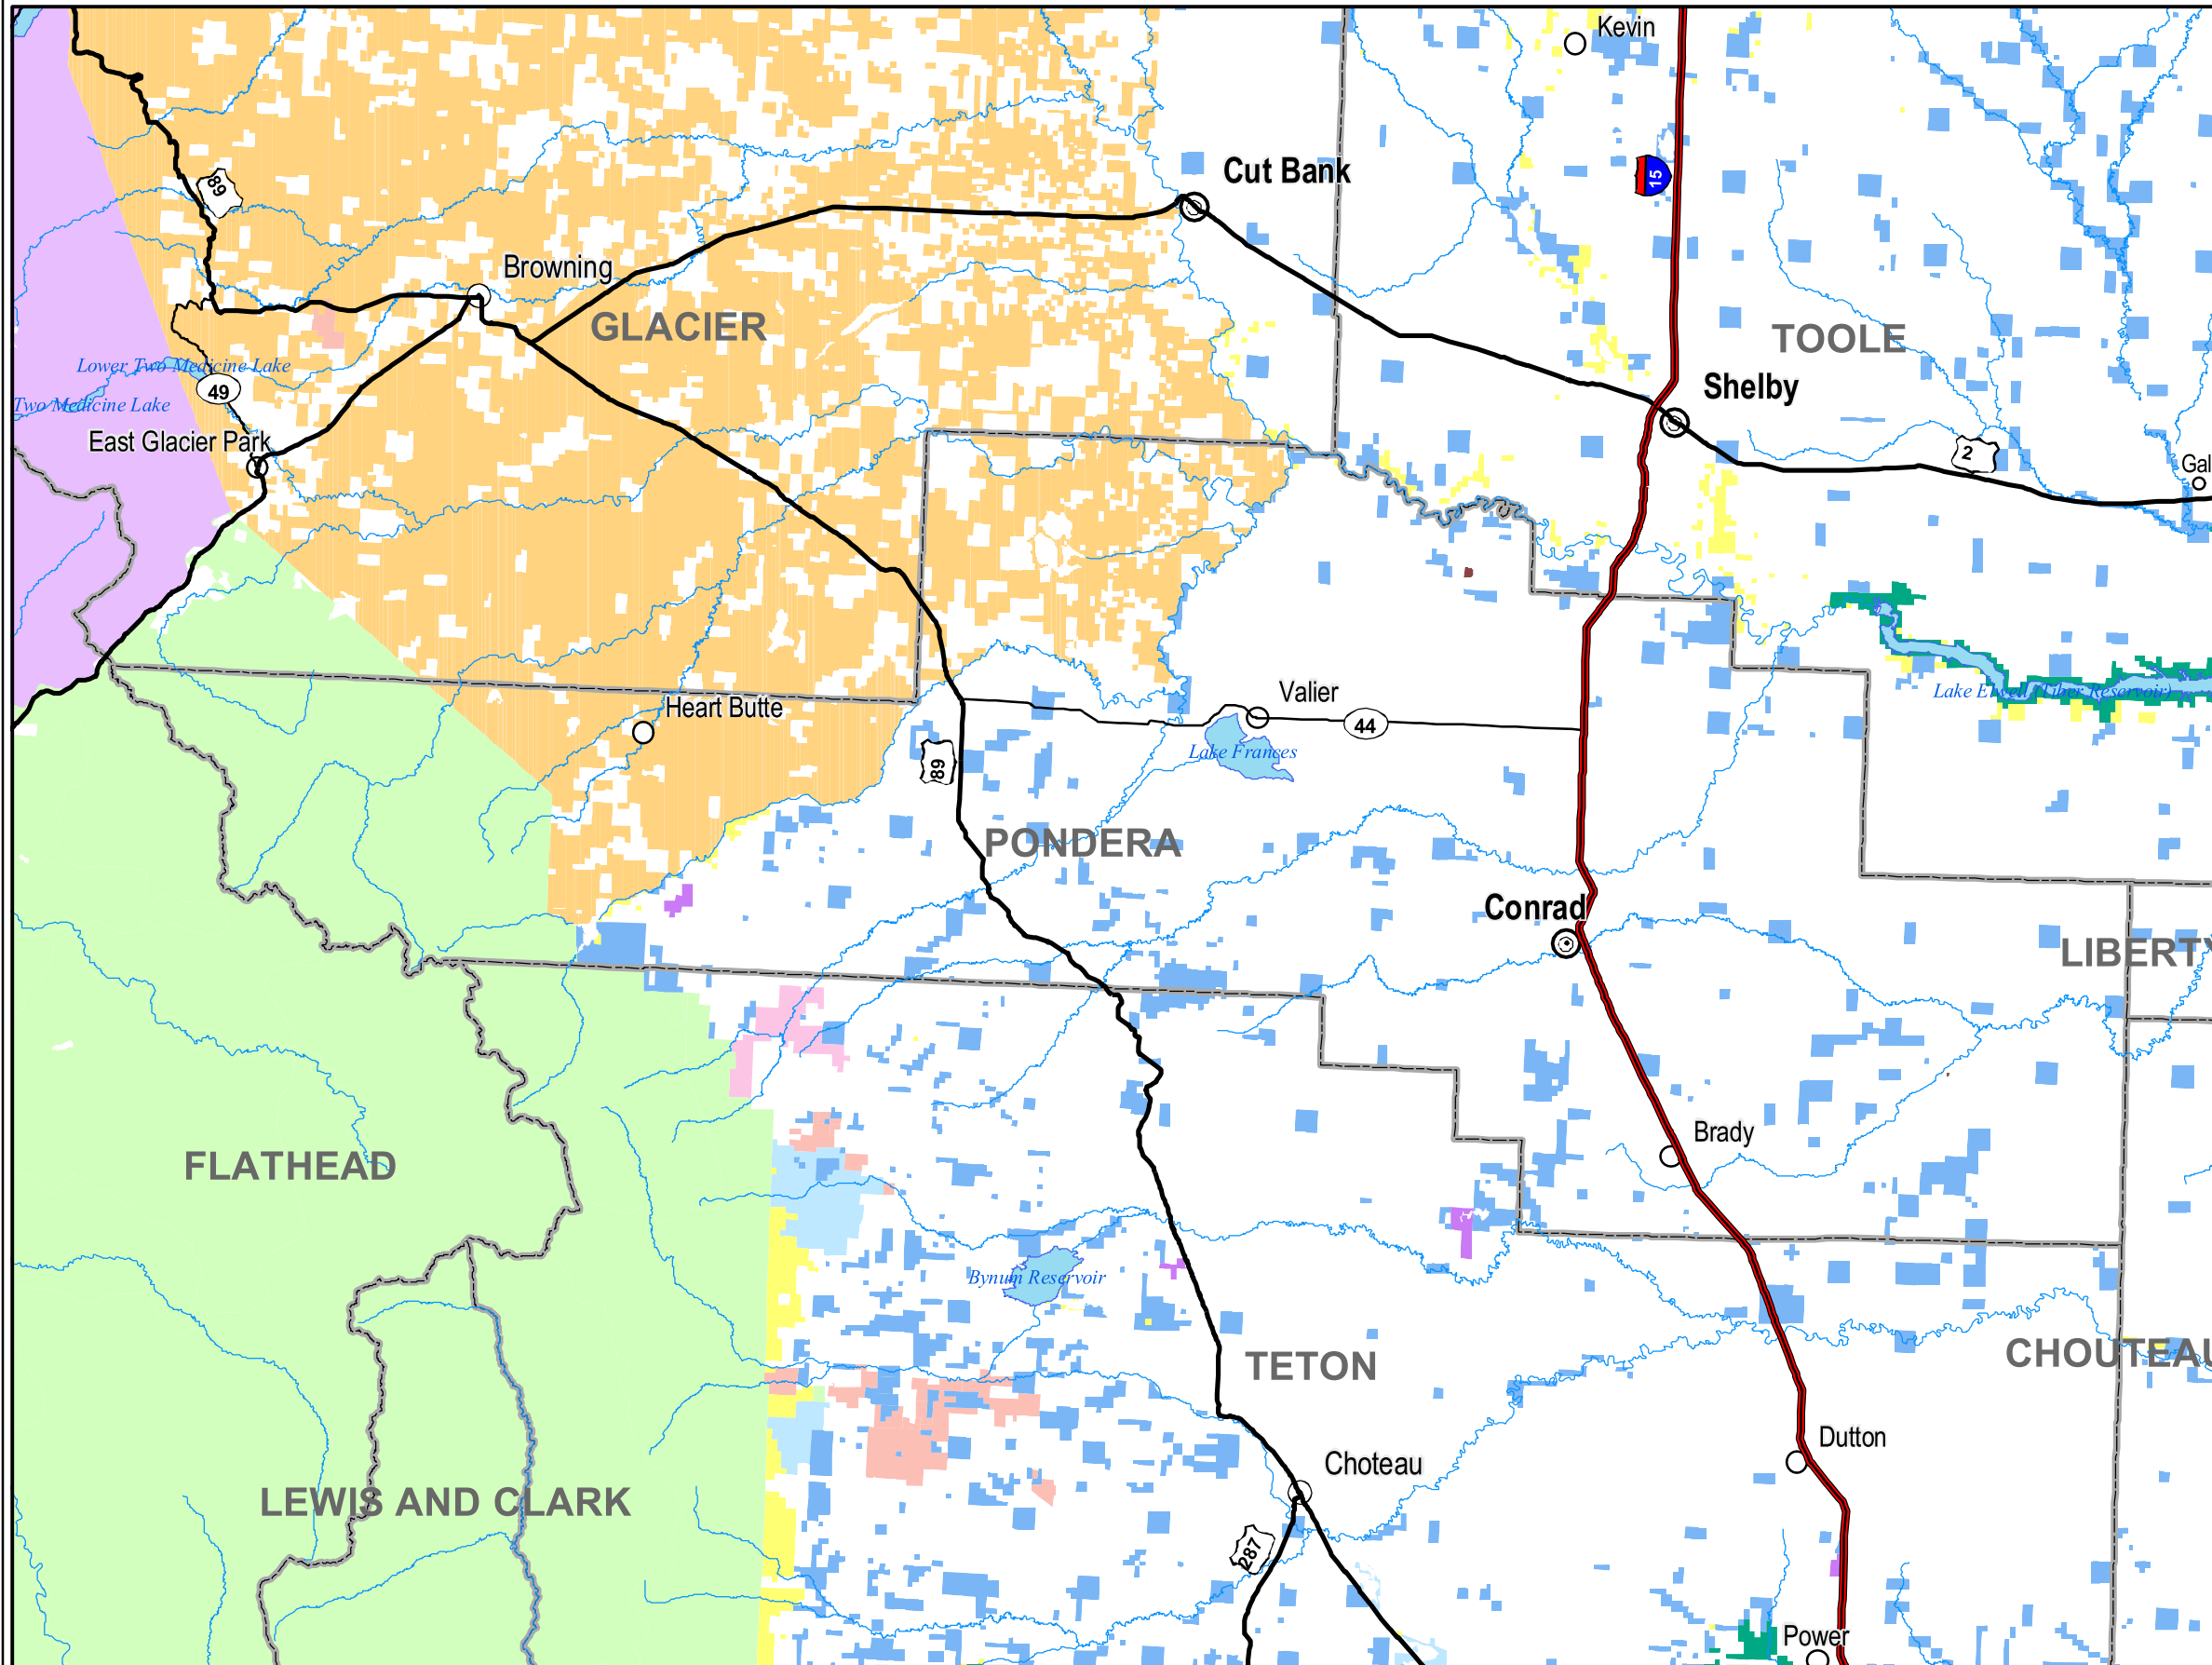 Kevin
Cut Bank
15
89
Browning
GLACIER
TOOLE
Lower Two Medicine Lake
49
Shelby
Two Medicine Lake
East Glacier Park
2
Gal
Heart Butte
Valier
Lake Elwell (Tiber Reservoir)
44
Lake Frances
89
PONDERA
Conrad
LIBERTY
Brady
FLATHEAD
Bynum Reservoir
TETON
CHOUTEAU
Dutton
Choteau
LEWIS AND CLARK
287
Power